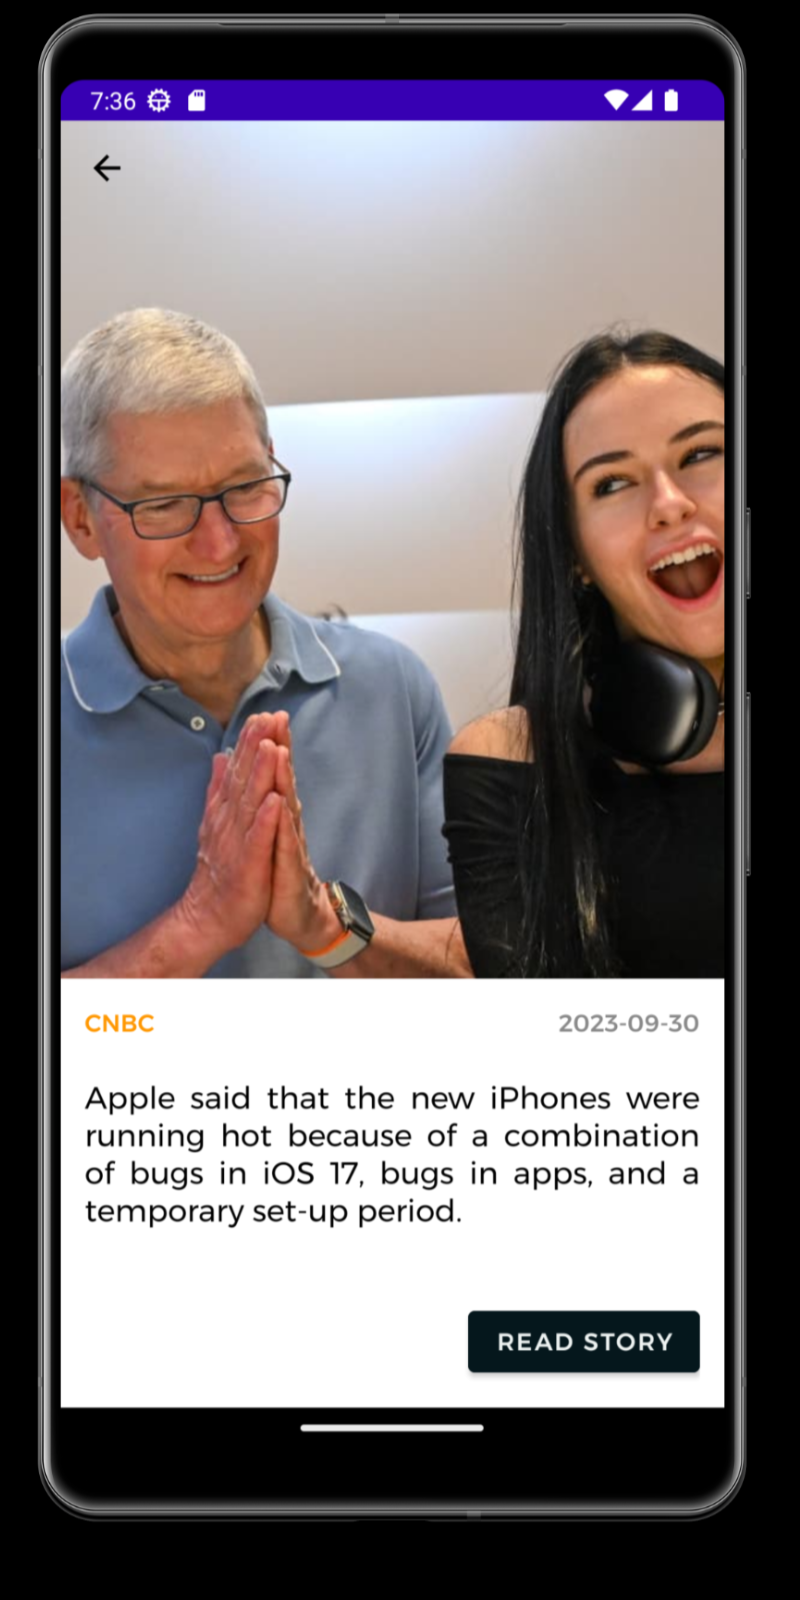 7:36
CNBC
2023-09-30
Apple said that the new iPhones were
running hot because of a combination
of bugs in iOS 17, bugs in apps, and a
temporary set-up period.
READ STORY